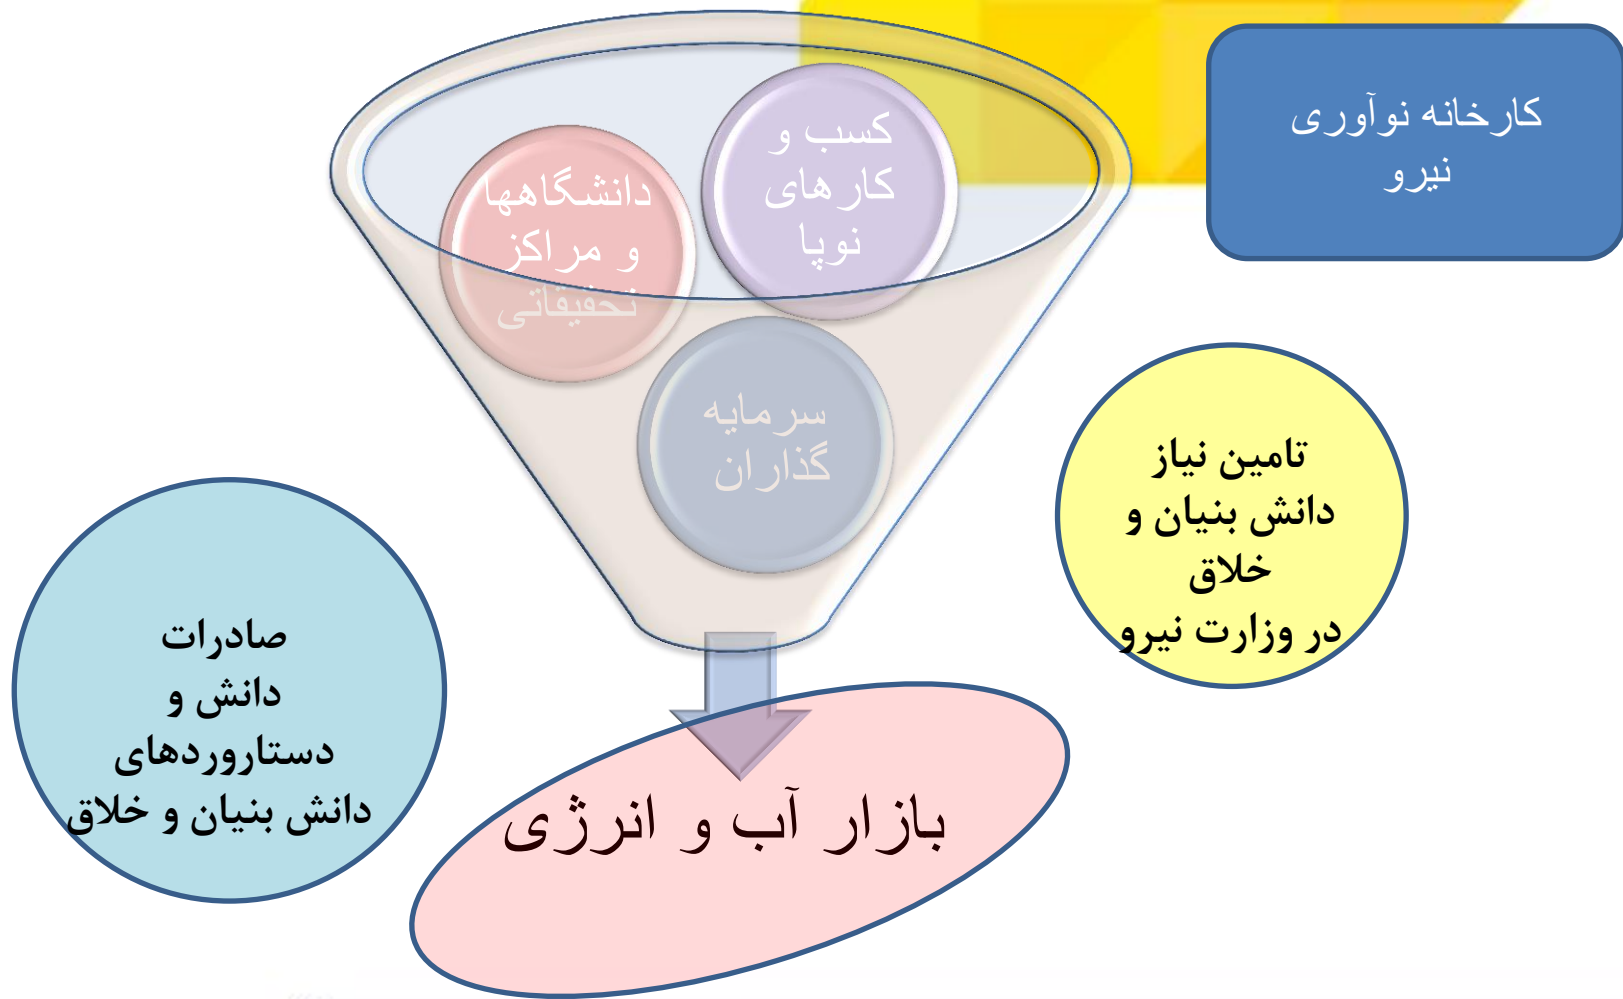 کارخانه نوآوری
نیرو
کسب و
کارهای
نوپا
دانشگاهها
و مراکز
تحقیقاتی
سرمایه
گذاران
تامین نیاز
دانش بنیان و
خلاق
در وزارت نیرو
صادرات
دانش و
دستاروردهای
دانش بنیان و خلاق
بازار آب و انرژی